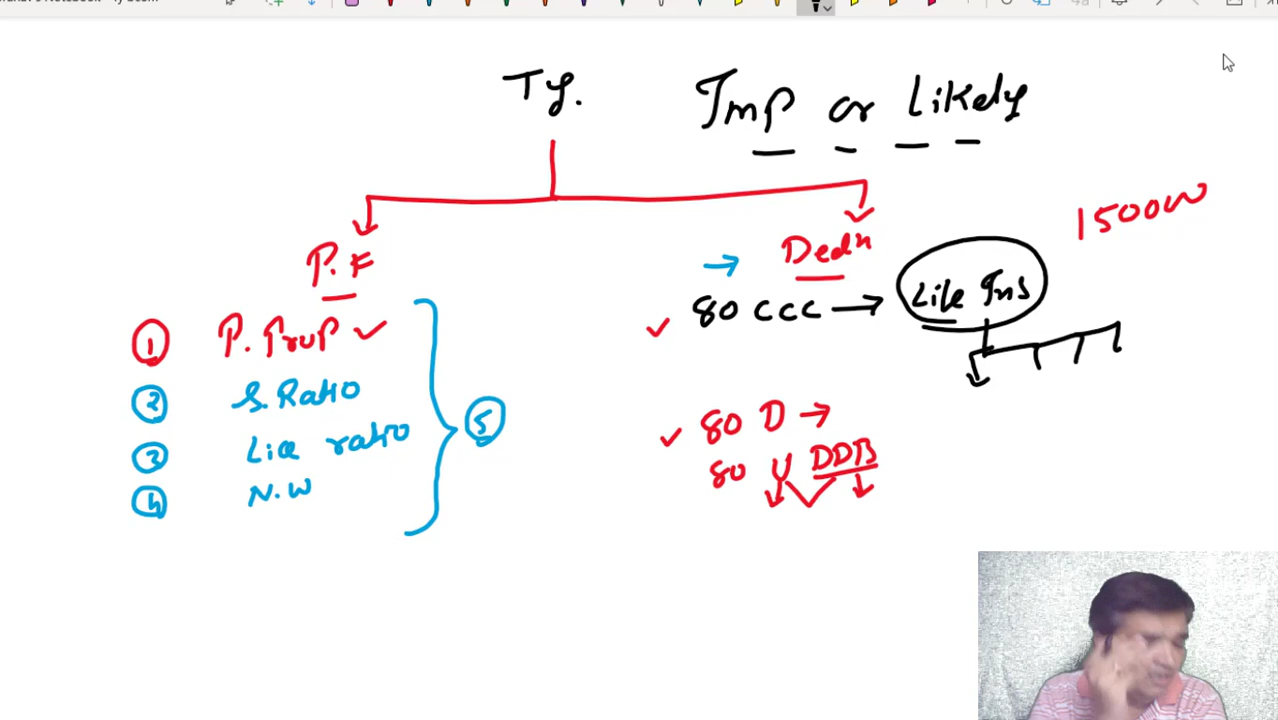 Ty.
Imp or Likely
P.F
① P. Prop ✓
② S. Ratio
③ Liq ratio
④ N.W
⑤
Dedn
→
✓ 80 CCC → Life Ins
✓ 80 D →
80 U DDB